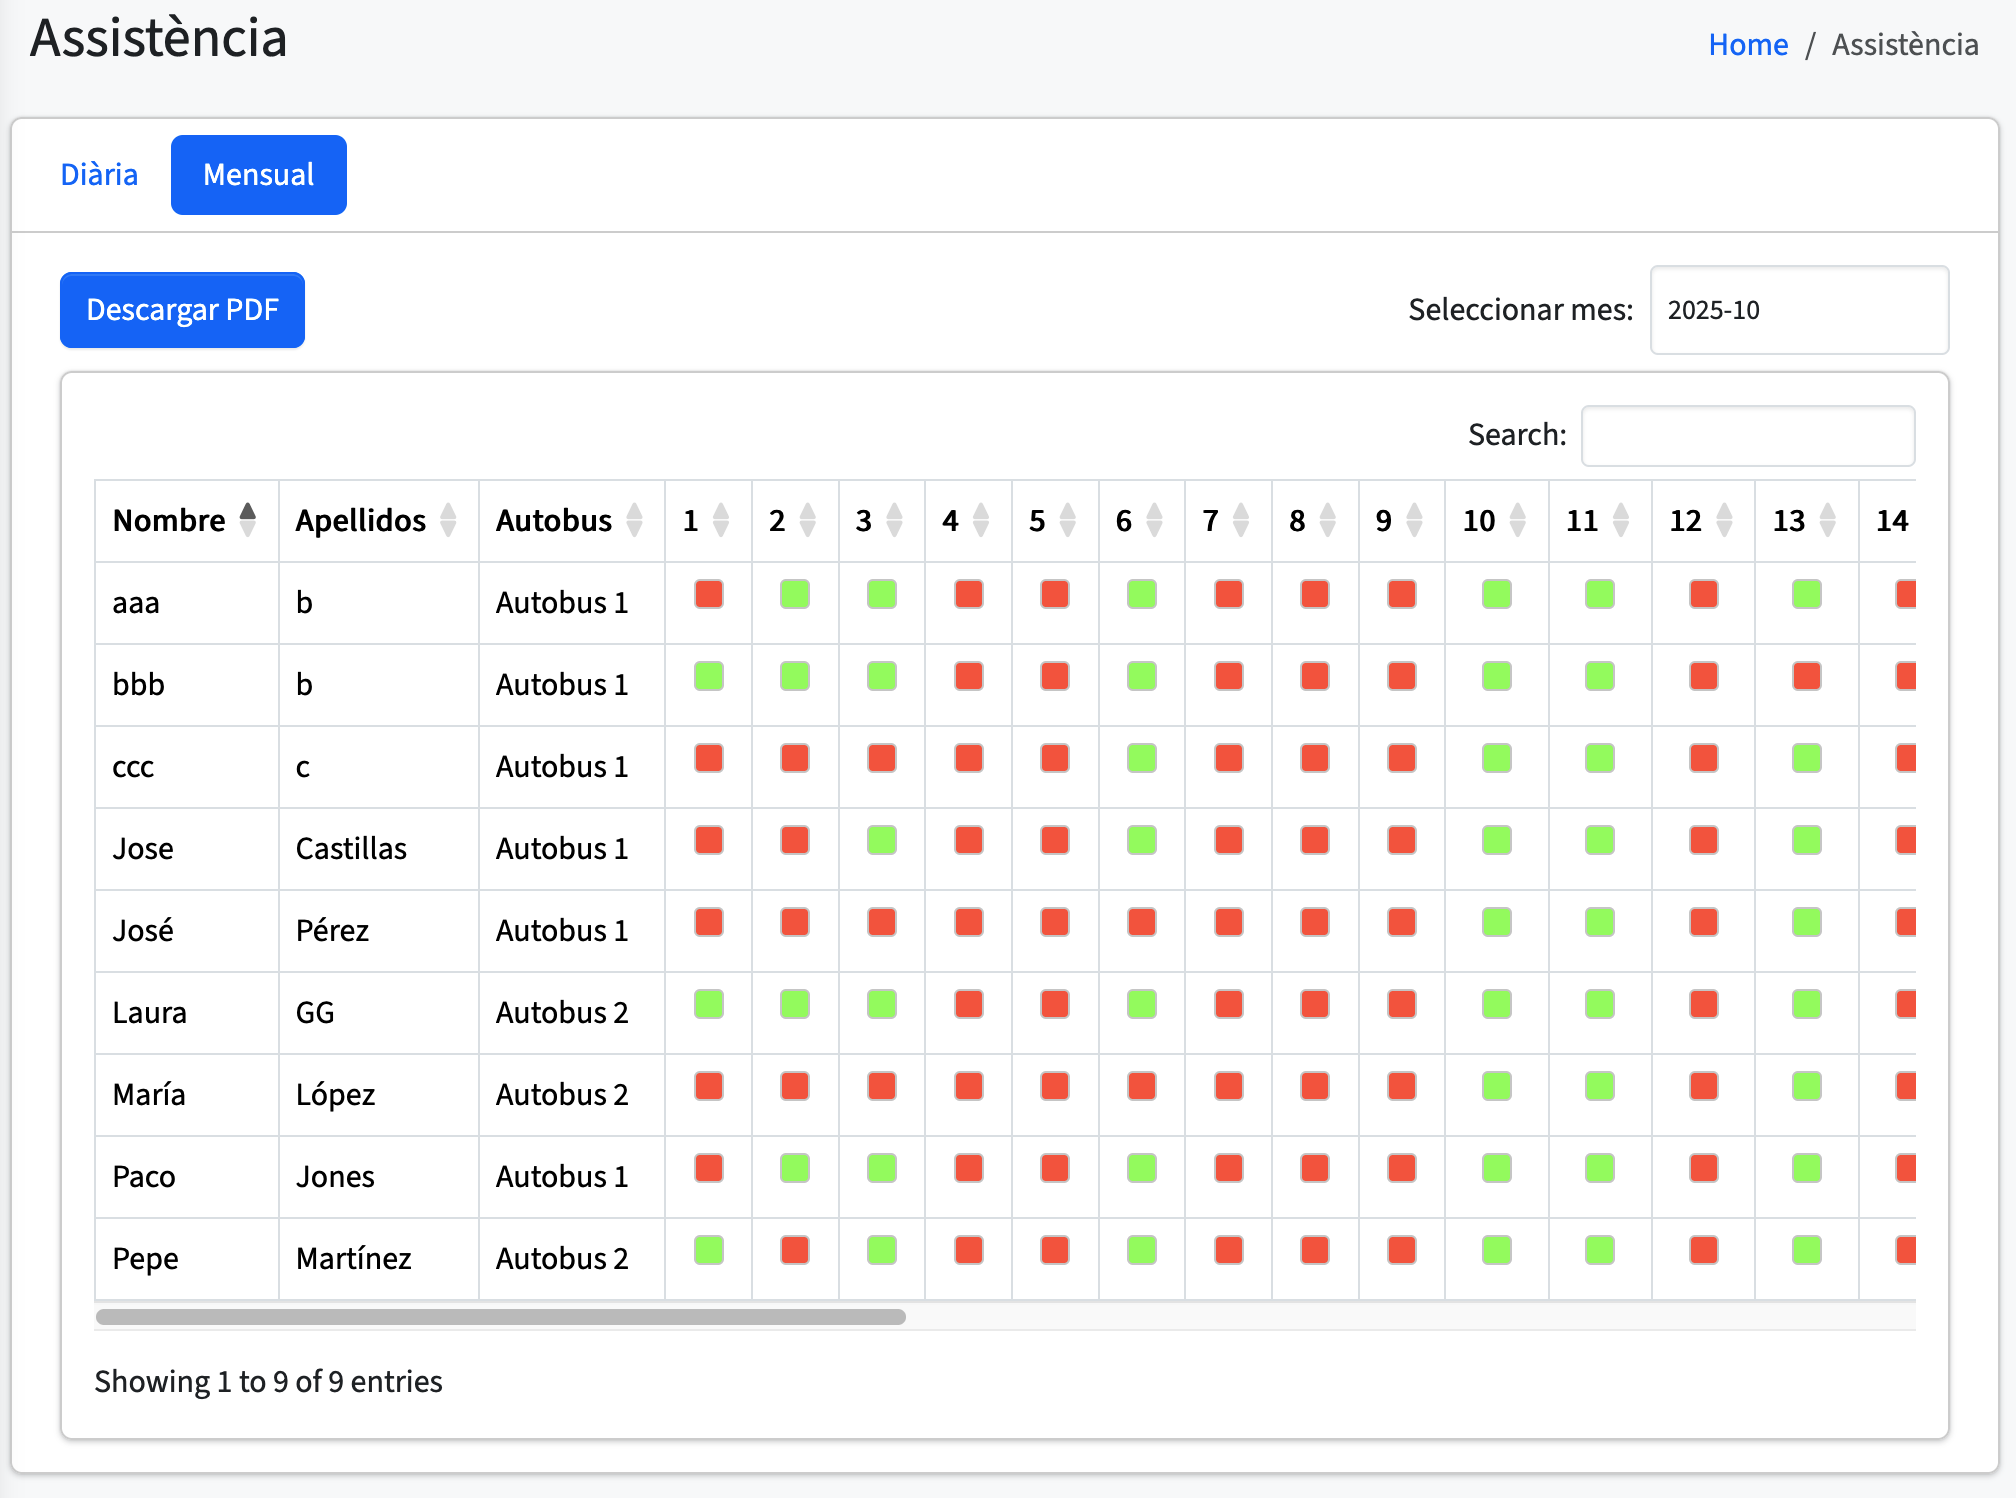 Assistència
Home / Assistència
Diària Mensual
Descargar PDF Seleccionar mes: 2025-10
Search:
Nombre Apellidos Autobus 1 2 3 4 5 6 7 8 9 10 11 12 13 14
aaa b Autobus 1
bbb b Autobus 1
ccc c Autobus 1
Jose Castillas Autobus 1
José Pérez Autobus 1
Laura GG Autobus 2
María López Autobus 2
Paco Jones Autobus 1
Pepe Martínez Autobus 2
Showing 1 to 9 of 9 entries